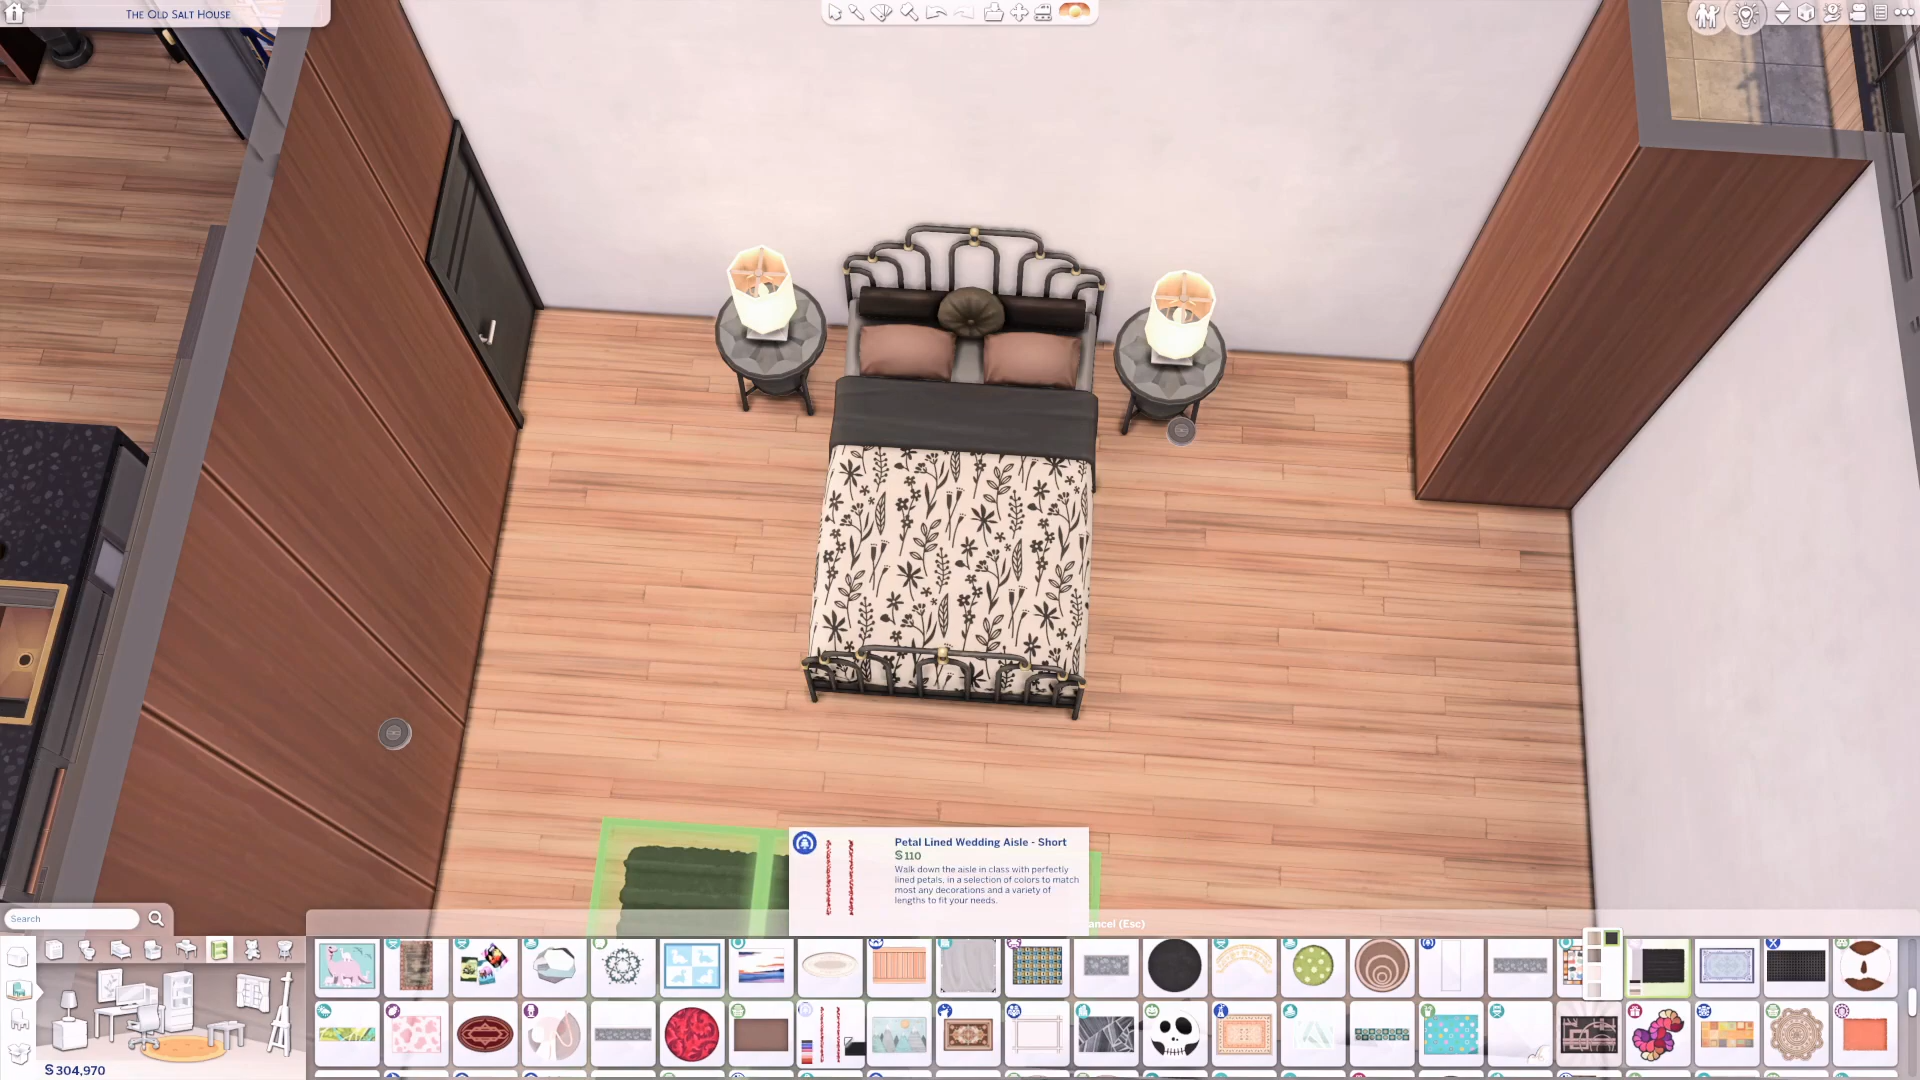 The Old Salt House
Petal Lined Wedding Aisle - Short
§110
Walk down the aisle in class with perfectly
lined petals, in a selection of colors to match
most any decorations and a variety of
lengths to fit your needs.
ancel (Esc)
Search
§304,970